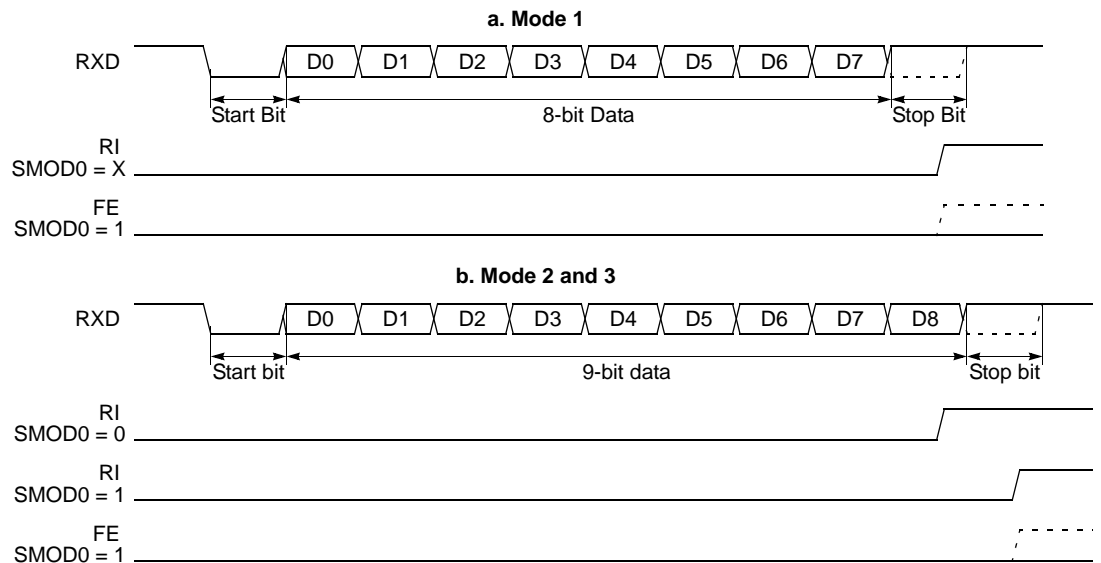 a. Mode 1
RXD D0 D1 D2 D3 D4 D5 D6 D7
Start Bit 8-bit Data Stop Bit
RI
SMOD0 = X
FE
SMOD0 = 1
b. Mode 2 and 3
RXD D0 D1 D2 D3 D4 D5 D6 D7 D8
Start bit 9-bit data Stop bit
RI
SMOD0 = 0
RI
SMOD0 = 1
FE
SMOD0 = 1